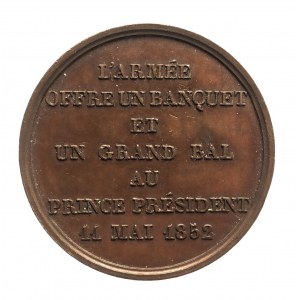 L'ARMÉE
OFFRE UN BANQUET
ET
UN GRAND BAL
AU
PRINCE PRÉSIDENT
11 MAI 1852